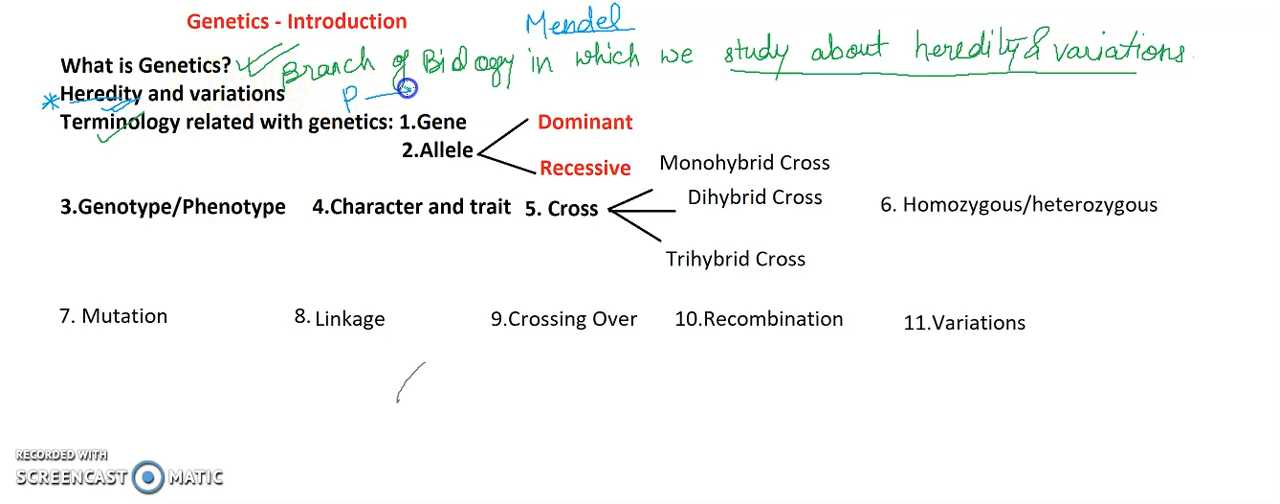 Genetics - Introduction
Mendel
What is Genetics? Branch of Biology in which we study about heredity & variations.
Heredity and variations
P
Terminology related with genetics: 1.Gene
2.Allele
Dominant
Recessive
3.Genotype/Phenotype 4.Character and trait 5. Cross
Monohybrid Cross
Dihybrid Cross
Trihybrid Cross
6. Homozygous/heterozygous
7. Mutation 8. Linkage 9.Crossing Over 10.Recombination 11.Variations
RECORDED WITH
SCREENCAST MATIC